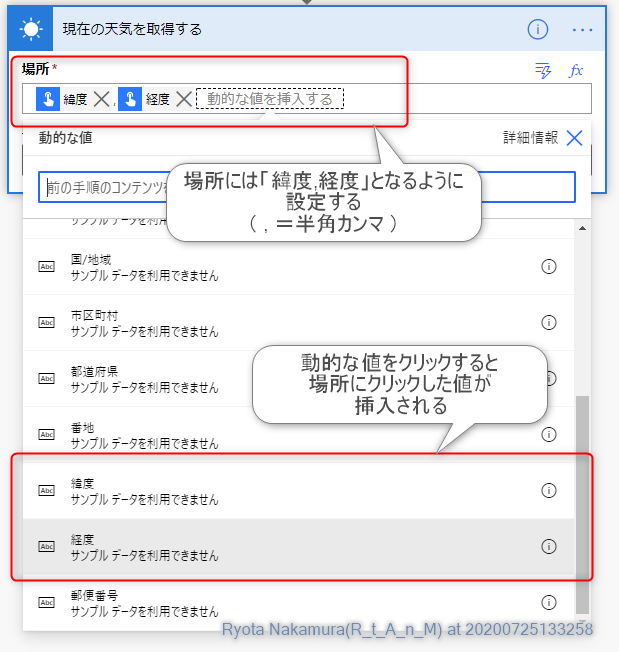 現在の天気を取得する
場所*
緯度 , 経度 動的な値を挿入する
動的な値 詳細情報
前の手順のコンテンツを
場所には「緯度,経度」となるように
設定する
( , =半角カンマ )
サンプル データを利用できません
国/地域
サンプル データを利用できません
市区町村
サンプル データを利用できません
都道府県
サンプル データを利用できません
動的な値をクリックすると
場所にクリックした値が
挿入される
番地
サンプル データを利用できません
Abc 緯度
サンプル データを利用できません
Abc 経度
サンプル データを利用できません
Abc 郵便番号
サンプル データを利用できません
Ryota Nakamura(R_t_A_n_M) at 20200725133258